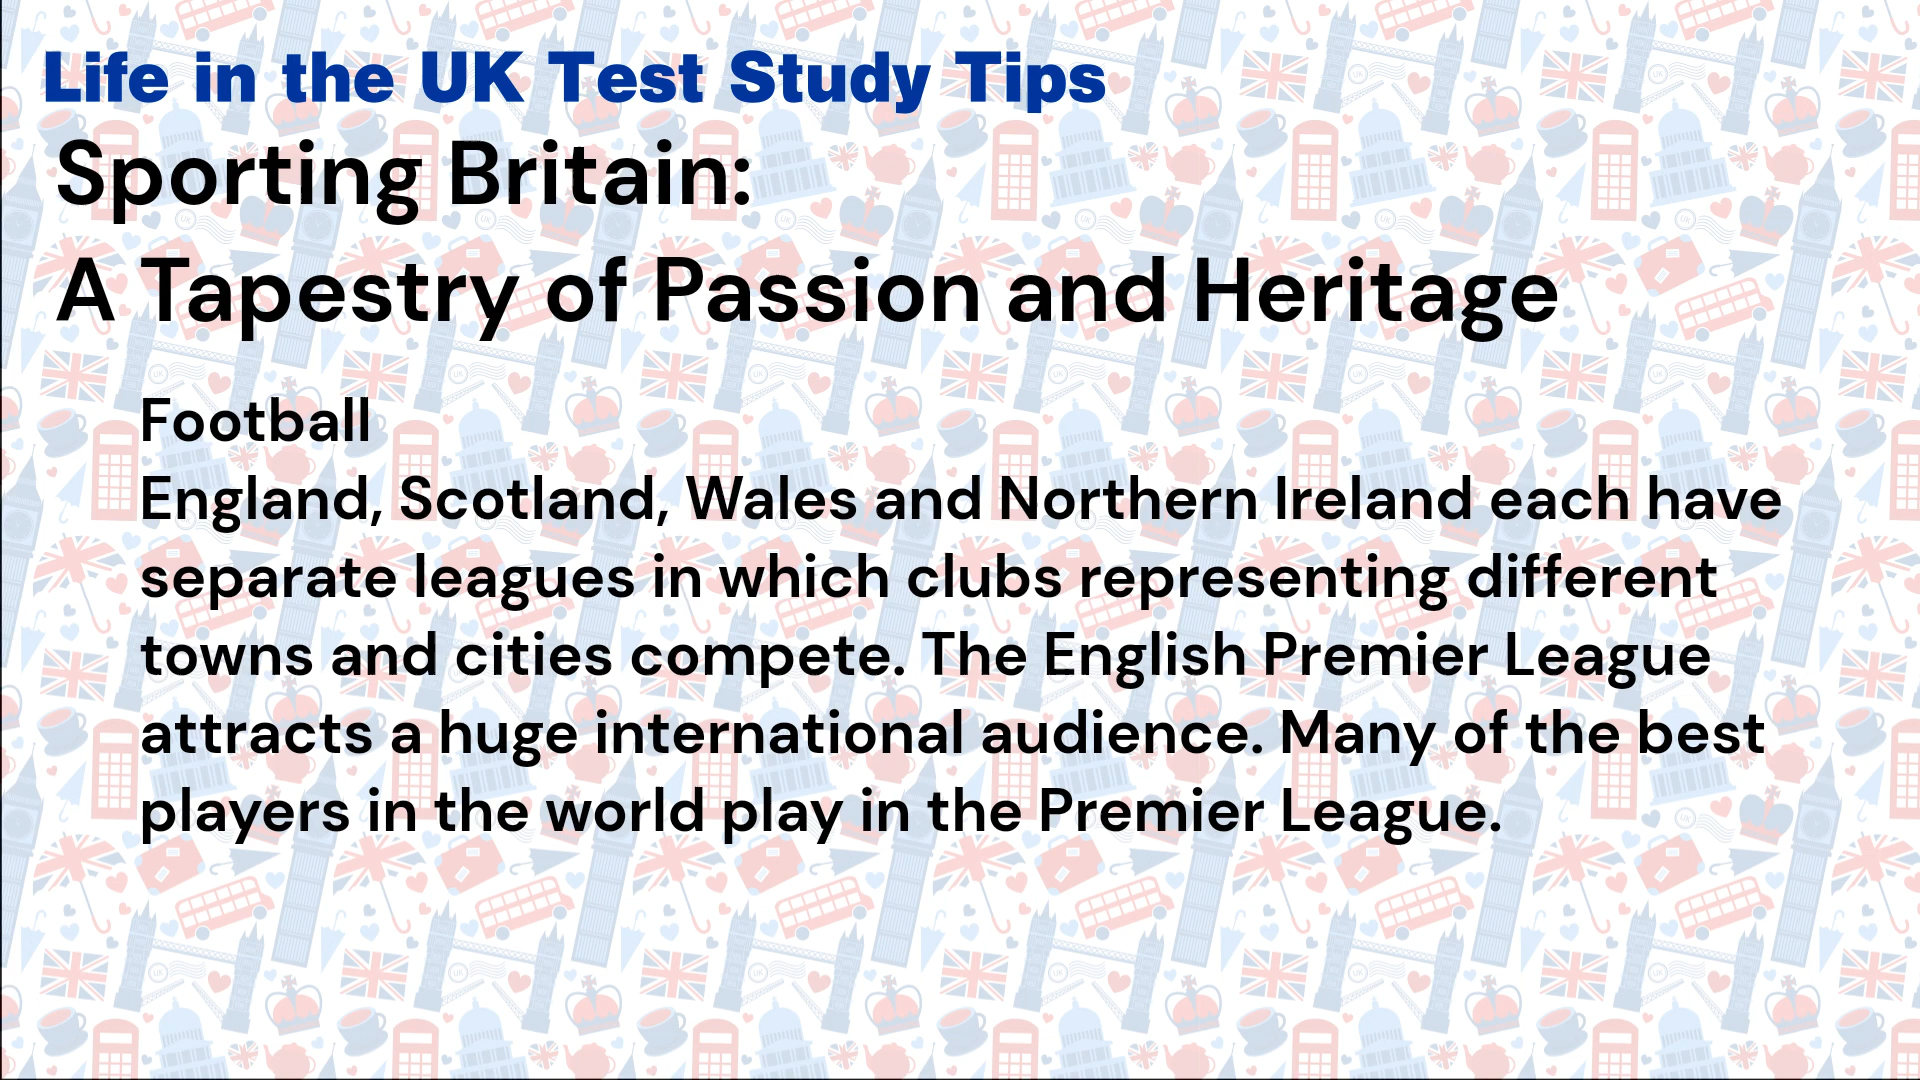 Life in the UK Test Study Tips
Sporting Britain:
A Tapestry of Passion and Heritage
Football
England, Scotland, Wales and Northern Ireland each have
separate leagues in which clubs representing different
towns and cities compete. The English Premier League
attracts a huge international audience. Many of the best
players in the world play in the Premier League.